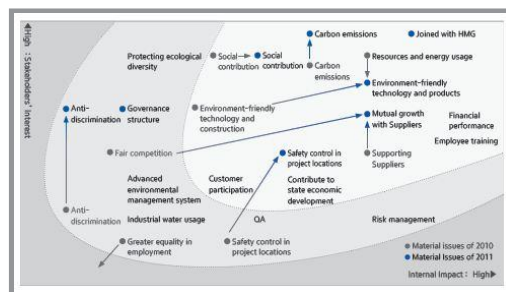 ◀High : Stakeholders' Interest
Carbon emissions
Joined with HMG
Protecting ecological
diversity
Social
contribution
Social
contribution
Carbon
emissions
Resources and energy usage
Environment-friendly
technology and products
Anti-
discrimination
Governance
structure
Environment-friendly
technology and
construction
Mutual growth
with Suppliers
Financial
performance
Employee training
Fair competition
Safety control in
project locations
Supporting
Suppliers
Advanced
environmental
management system
Customer
participation
Contribute to
state economic
development
Anti-
discrimination
Industrial water usage
QA
Risk management
Greater equality in
employment
Safety control in
project locations
Material issues of 2010
Material issues of 2011
Internal Impact : High▶